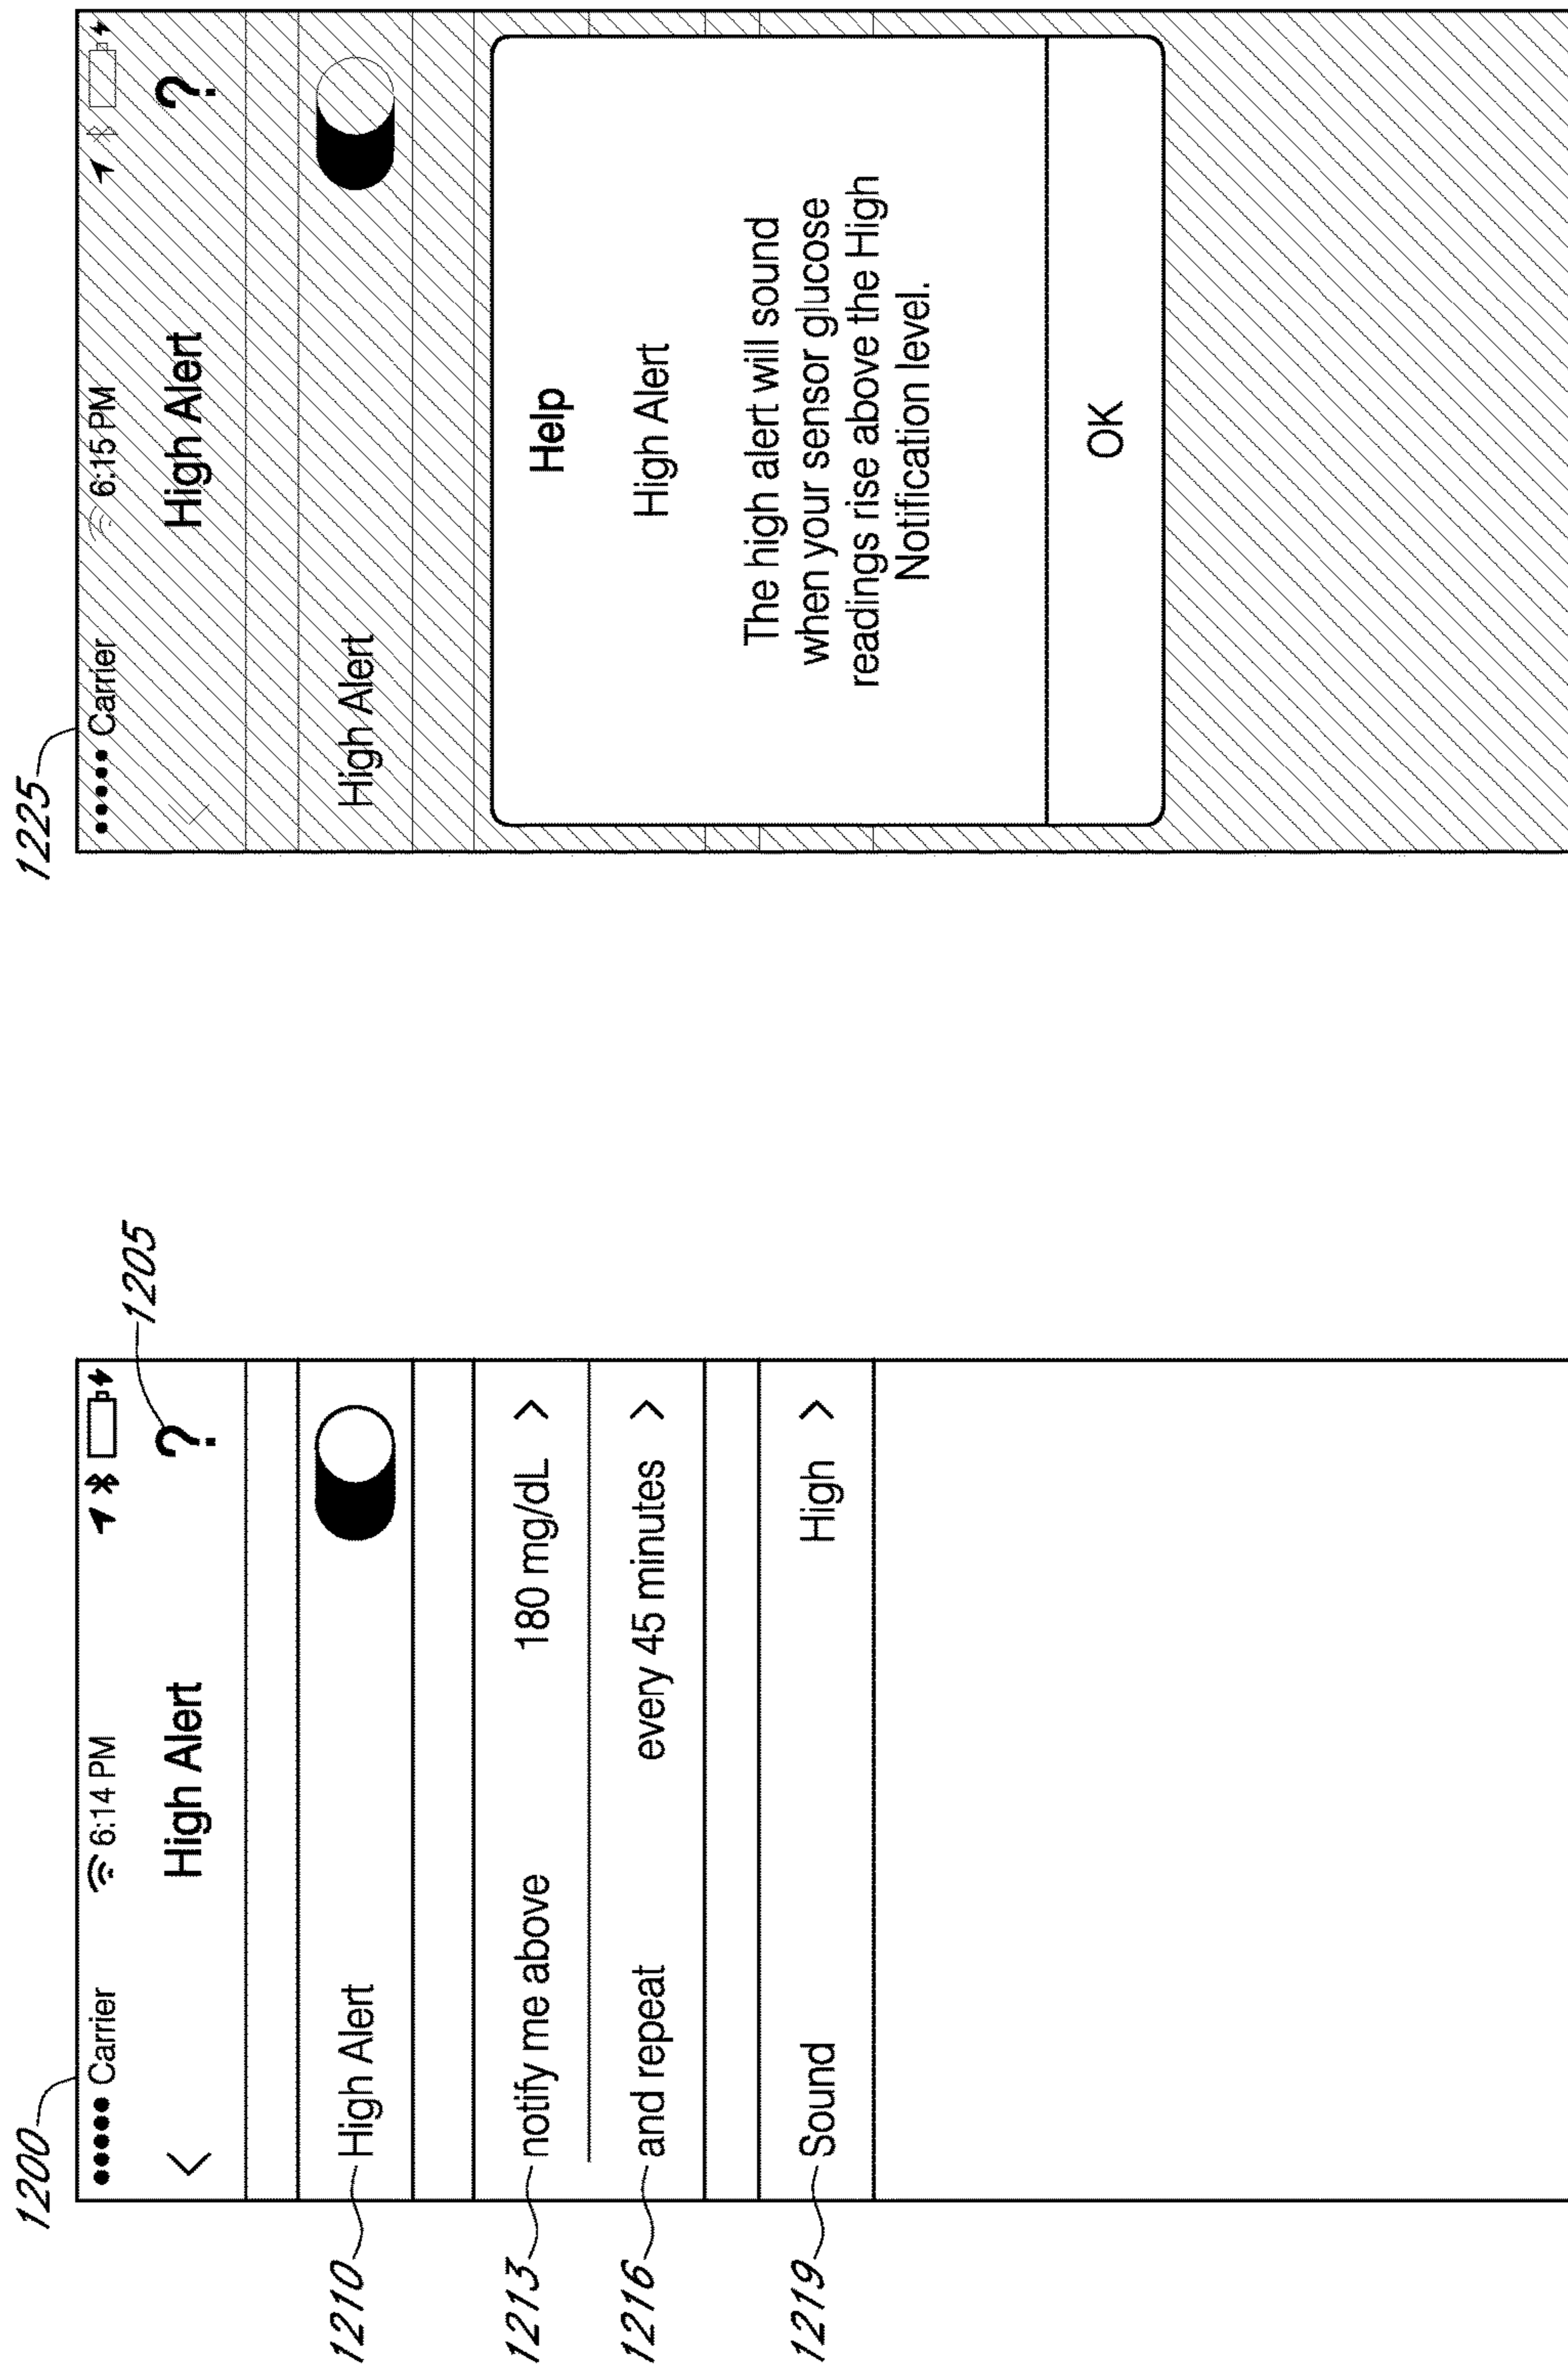 1200
••••• Carrier 6:14 PM
< High Alert ?
1205
1210 High Alert
1213 notify me above 180 mg/dL >
1216 and repeat every 45 minutes >
1219 Sound High >
1225
••••• Carrier 6:15 PM
< High Alert ?
High Alert
Help
High Alert
The high alert will sound
when your sensor glucose
readings rise above the High
Notification level.
OK